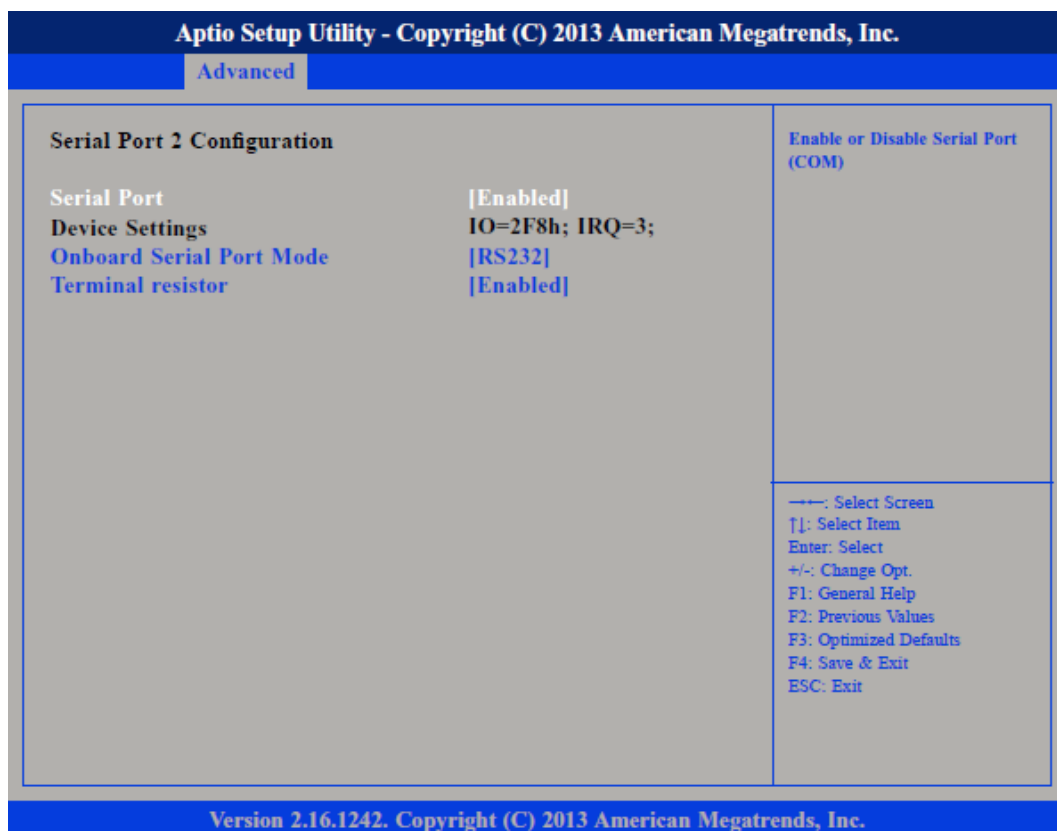 Aptio Setup Utility - Copyright (C) 2013 American Megatrends, Inc.
Advanced
Serial Port 2 Configuration
Serial Port [Enabled]
Device Settings IO=2F8h; IRQ=3;
Onboard Serial Port Mode [RS232]
Terminal resistor [Enabled]
Enable or Disable Serial Port
(COM)
→←: Select Screen
↑↓: Select Item
Enter: Select
+/-: Change Opt.
F1: General Help
F2: Previous Values
F3: Optimized Defaults
F4: Save & Exit
ESC: Exit
Version 2.16.1242. Copyright (C) 2013 American Megatrends, Inc.